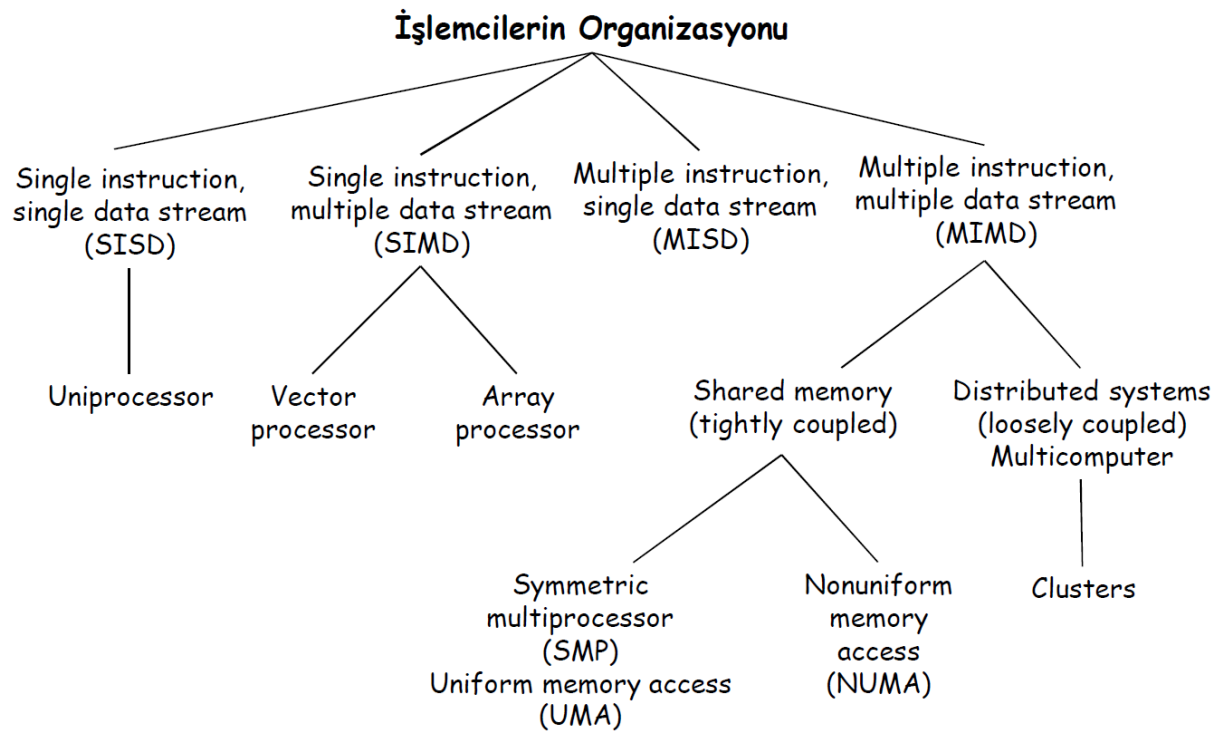 İşlemcilerin Organizasyonu
Single instruction,
single data stream
(SISD)
Single instruction,
multiple data stream
(SIMD)
Multiple instruction,
single data stream
(MISD)
Multiple instruction,
multiple data stream
(MIMD)
Uniprocessor
Vector
processor
Array
processor
Shared memory
(tightly coupled)
Distributed systems
(loosely coupled)
Multicomputer
Symmetric
multiprocessor
(SMP)
Uniform memory access
(UMA)
Nonuniform
memory
access
(NUMA)
Clusters